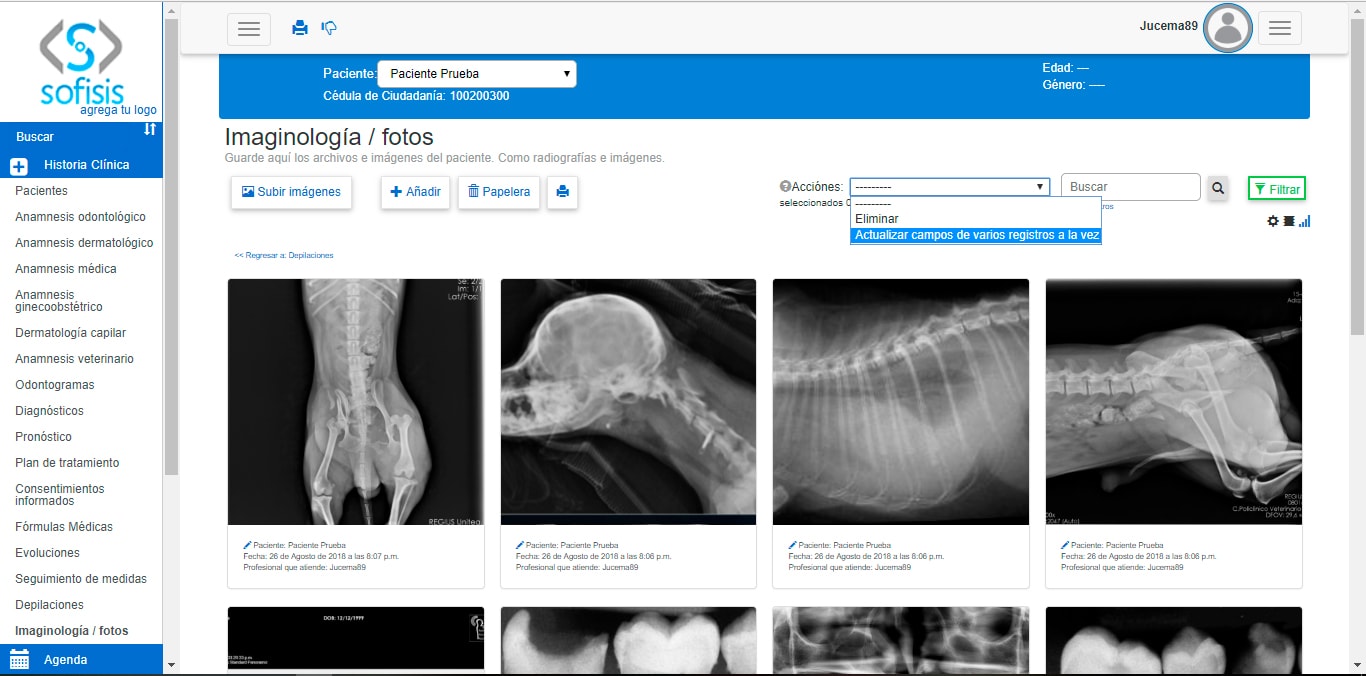 sofisis
agrega tu logo
Buscar
Historia Clínica
Pacientes
Anamnesis odontológico
Anamnesis dermatológico
Anamnesis médica
Anamnesis
ginecoobstétrico
Dermatología capilar
Anamnesis veterinario
Odontogramas
Diagnósticos
Pronóstico
Plan de tratamiento
Consentimientos
informados
Fórmulas Médicas
Evoluciones
Seguimiento de medidas
Depilaciones
Imaginología / fotos
Agenda
Jucema89
Paciente: Paciente Prueba
Cédula de Ciudadanía: 100200300
Edad: —
Género: —-
Imaginología / fotos
Guarde aquí los archivos e imágenes del paciente. Como radiografías e imágenes.
Subir imágenes
Añadir
Papelera
Acciónes: ---------
seleccionados
---------
Eliminar
Actualizar campos de varios registros a la vez
Buscar
Filtrar
<< Regresar a: Depilaciones
Lat/Pos:
REGIUS Unitea
C.Policlinico Veterinario
Paciente: Paciente Prueba
Fecha: 26 de Agosto de 2018 a las 8:07 p.m.
Profesional que atiende: Jucema89
Paciente: Paciente Prueba
Fecha: 26 de Agosto de 2018 a las 8:06 p.m.
Profesional que atiende: Jucema89
Paciente: Paciente Prueba
Fecha: 26 de Agosto de 2018 a las 8:06 p.m.
Profesional que atiende: Jucema89
Paciente: Paciente Prueba
Fecha: 26 de Agosto de 2018 a las 8:06 p.m.
Profesional que atiende: Jucema89
DOB: 12/12/1999